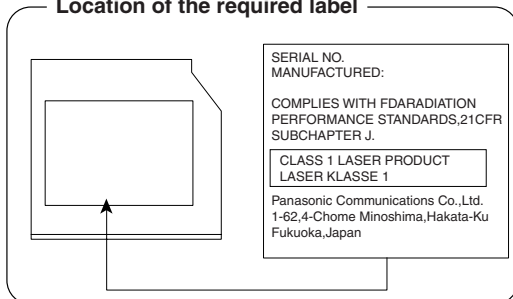 Location of the required label
SERIAL NO.
MANUFACTURED:
COMPLIES WITH FDARADIATION
PERFORMANCE STANDARDS,21CFR
SUBCHAPTER J.
CLASS 1 LASER PRODUCT
LASER KLASSE 1
Panasonic Communications Co.,Ltd.
1-62,4-Chome Minoshima,Hakata-Ku
Fukuoka,Japan